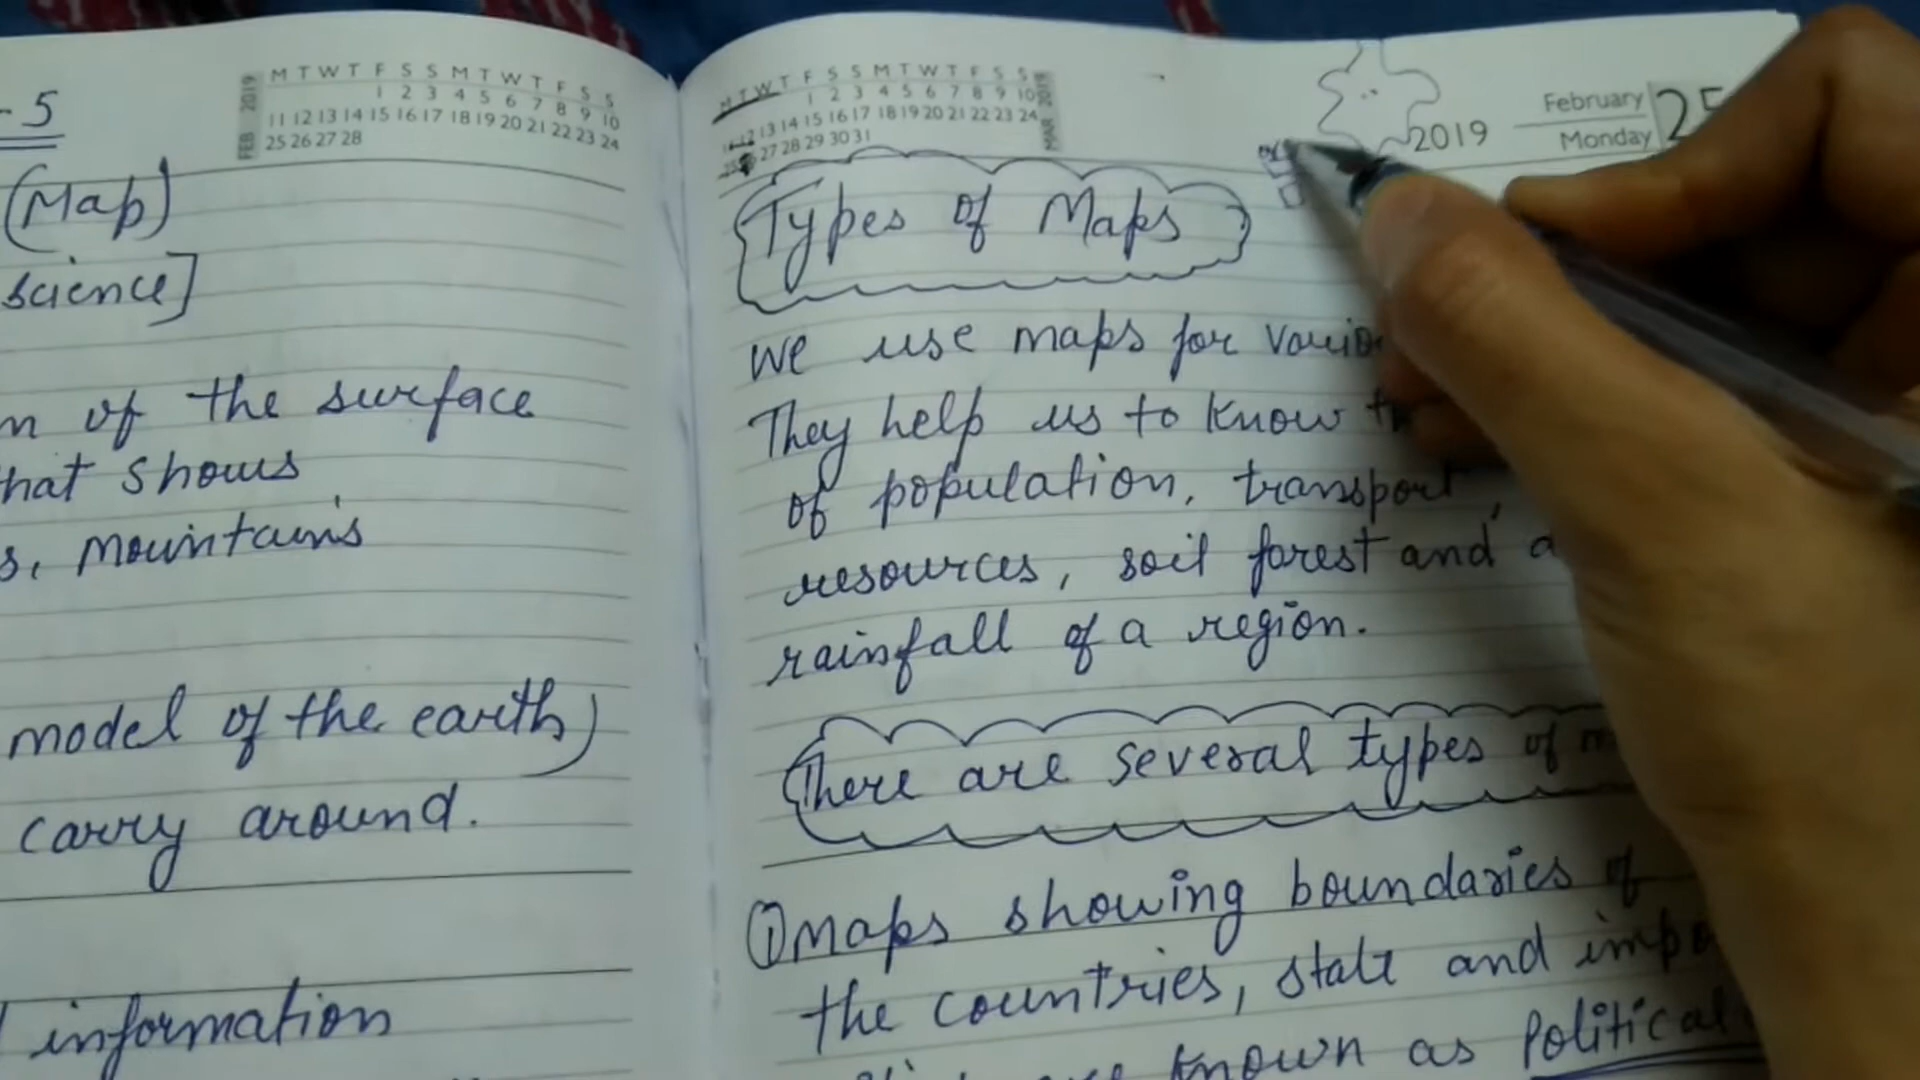 -5
(Map)
science]
n of the surface
that shows
s, mountains
model of the earth)
carry around.
information
FEB 2019
M T W T F S S M T W T F S S
1 2 3 4 5 6 7 8 9 10
11 12 13 14 15 16 17 18 19 20 21 22 23 24
25 26 27 28
M T W T F S S M T W T F S S
1 2 3 4 5 6 7 8 9 10
13 14 15 16 17 18 19 20 21 22 23 24
27 28 29 30 31
MAR 2019
2019
February
Monday
25
Types of Maps
We use maps for
They help us to know
of population, transport,
resources, soil forest and
rainfall of a region.
There are several types of
① Maps showing boundaries of
the countries, state and
known as Political